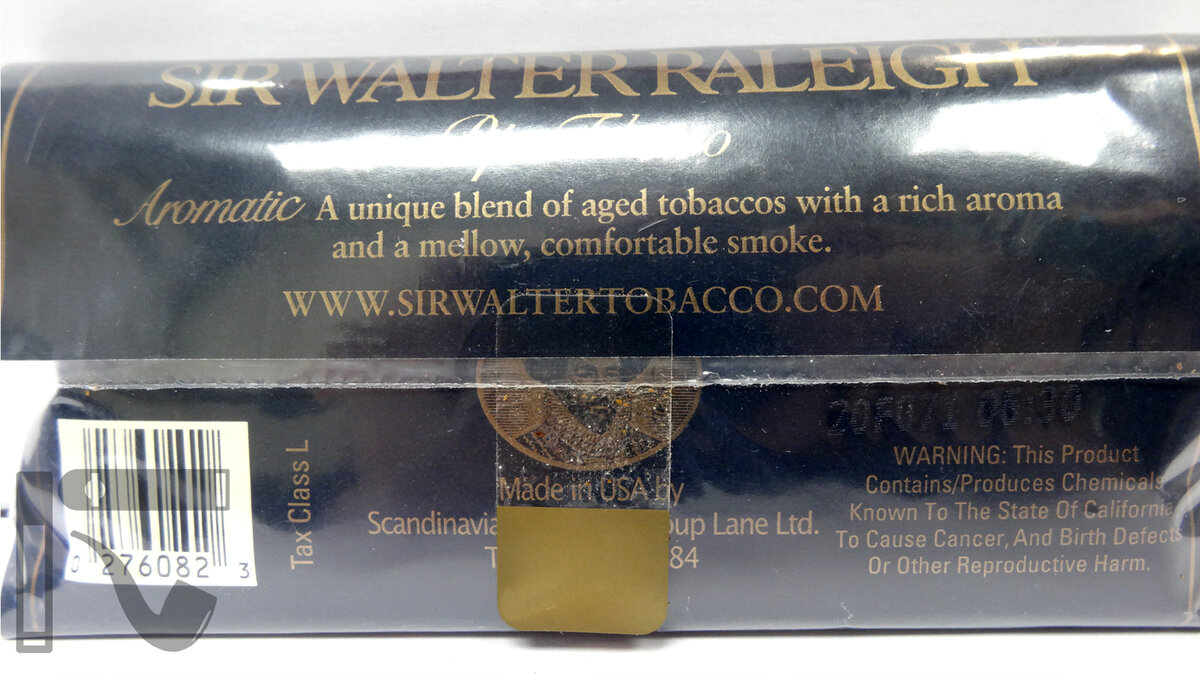 SIR WALTER RALEIGH
Aromatic A unique blend of aged tobaccos with a rich aroma
and a mellow, comfortable smoke.
WWW.SIRWALTERTOBACCO.COM
Tax Class L
0 276082 3
Made in USA by
Scandinavia oup Lane Ltd.
T 84
WARNING: This Product
Contains/Produces Chemicals
Known To The State Of California
To Cause Cancer, And Birth Defects
Or Other Reproductive Harm.